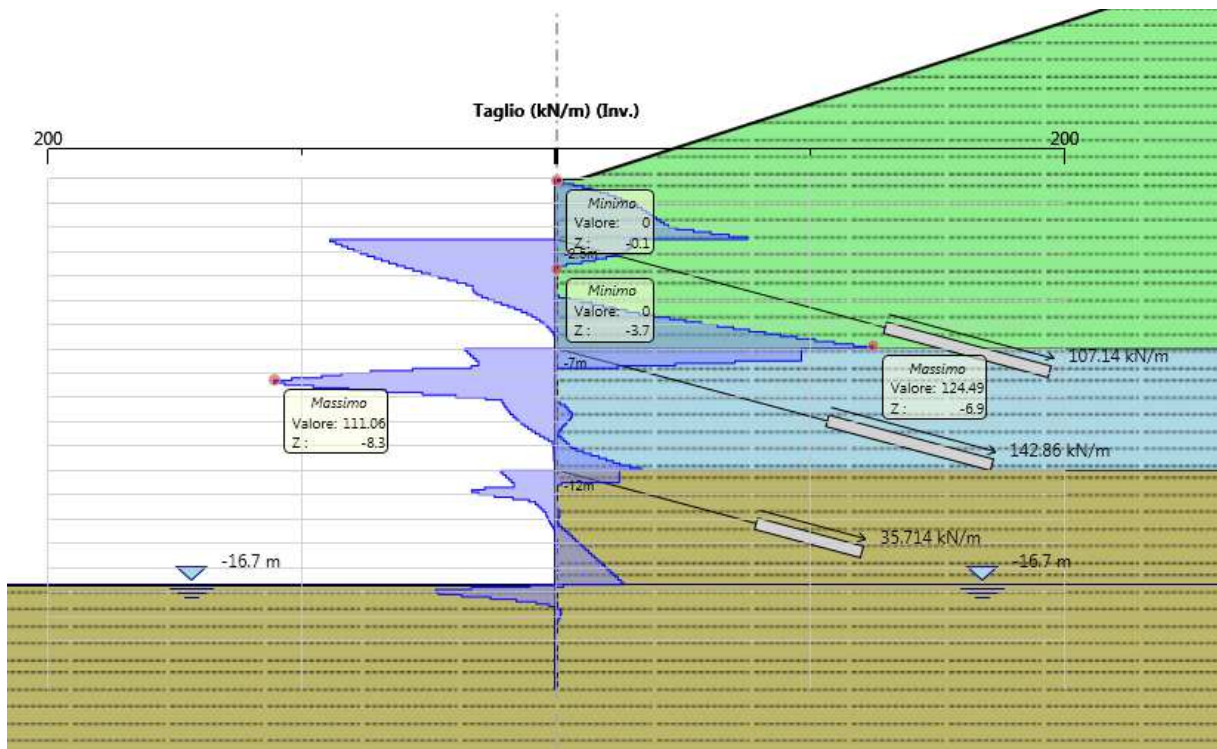 Taglio (kN/m) (Inv.)
200
200
Minimo
Valore: 0
Z : -0.1
-2.5m
Minimo
Valore: 0
Z : -3.7
107.14 kN/m
-7m
Massimo
Valore: 124.49
Z : -6.9
Massimo
Valore: 111.06
Z : -8.3
142.86 kN/m
-12m
35.714 kN/m
-16.7 m
-16.7 m